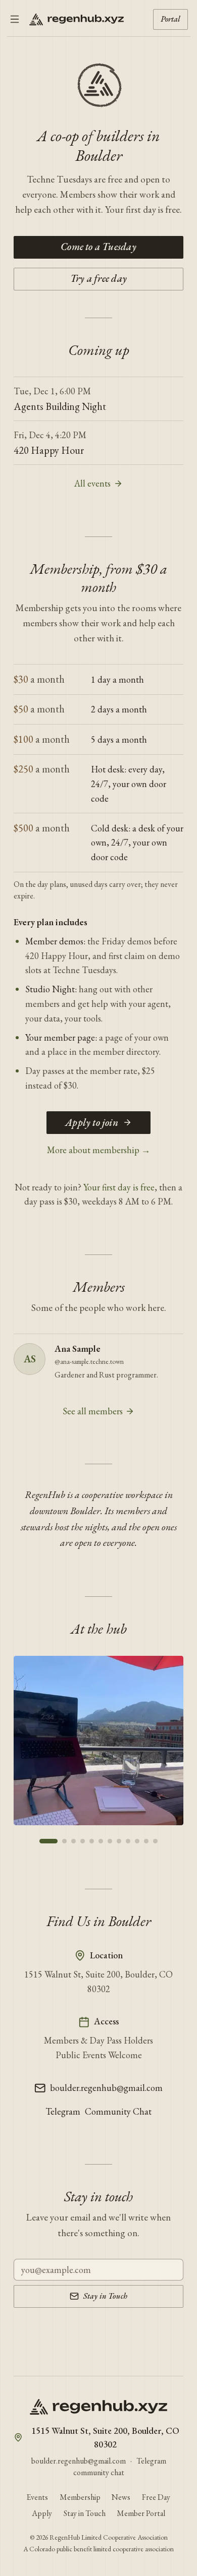 regenhub.xyz
Portal
A co-op of builders in
Boulder
Techne Tuesdays are free and open to
everyone. Members show their work and
help each other with it. Your first day is free.
Come to a Tuesday
Try a free day
Coming up
Tue, Dec 1, 6:00 PM
Agents Building Night
Fri, Dec 4, 4:20 PM
420 Happy Hour
All events →
Membership, from $30 a
month
Membership gets you into the rooms where
members show their work and help each
other with it.
$30 a month 1 day a month
$50 a month 2 days a month
$100 a month 5 days a month
$250 a month Hot desk: every day,
24/7, your own door
code
$500 a month Cold desk: a desk of your
own, 24/7, your own
door code
On the day plans, unused days carry over; they never
expire.
Every plan includes
Member demos: the Friday demos before
420 Happy Hour, and first claim on demo
slots at Techne Tuesdays.
Studio Night: hang out with other
members and get help with your agent,
your data, your tools.
Your member page: a page of your own
and a place in the member directory.
Day passes at the member rate, $25
instead of $30.
Apply to join →
More about membership →
Not ready to join? Your first day is free, then a
day pass is $30, weekdays 8 AM to 6 PM.
Members
Some of the people who work here.
AS
Ana Sample
@ana-sample.techne.town
Gardener and Rust programmer.
See all members →
RegenHub is a cooperative workspace in
downtown Boulder. Its members and
stewards host the nights, and the open ones
are open to everyone.
At the hub
Find Us in Boulder
Location
1515 Walnut St, Suite 200, Boulder, CO
80302
Access
Members & Day Pass Holders
Public Events Welcome
boulder.regenhub@gmail.com
Telegram Community Chat
Stay in touch
Leave your email and we'll write when
there's something on.
you@example.com
Stay in Touch
regenhub.xyz
1515 Walnut St, Suite 200, Boulder, CO
80302
boulder.regenhub@gmail.com · Telegram
community chat
Events Membership News Free Day
Apply Stay in Touch Member Portal
© 2026 RegenHub Limited Cooperative Association
A Colorado public benefit limited cooperative association